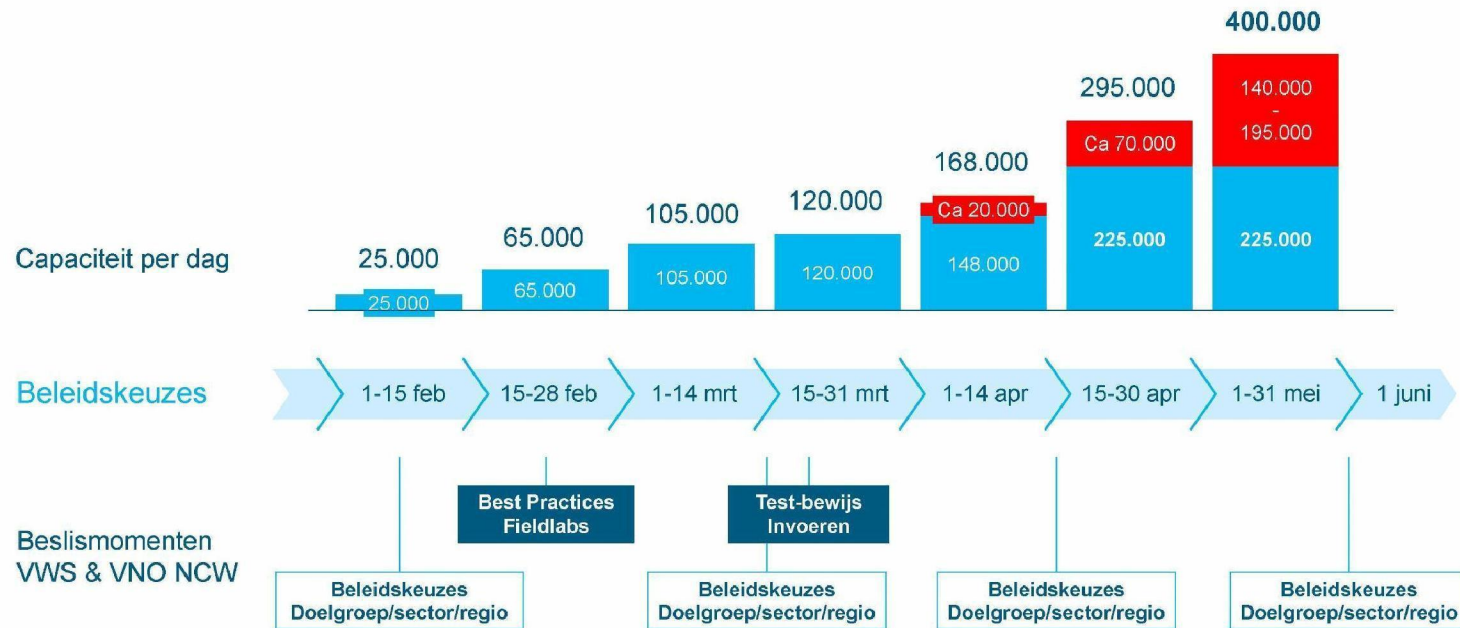 400.000
140.000
-
195.000
295.000
Ca 70.000
168.000
Ca 20.000
120.000
105.000
65.000
25.000
Capaciteit per dag
25.000
65.000
105.000
120.000
148.000
225.000
225.000
Beleidskeuzes
1-15 feb
15-28 feb
1-14 mrt
15-31 mrt
1-14 apr
15-30 apr
1-31 mei
1 juni
Best Practices
Fieldlabs
Test-bewijs
Invoeren
Beslismomenten
VWS & VNO NCW
Beleidskeuzes
Doelgroep/sector/regio
Beleidskeuzes
Doelgroep/sector/regio
Beleidskeuzes
Doelgroep/sector/regio
Beleidskeuzes
Doelgroep/sector/regio